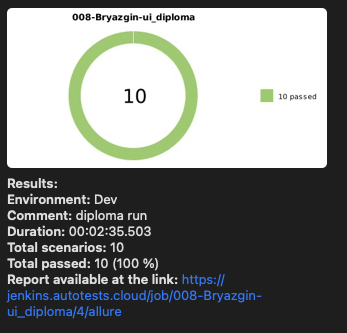 008-Bryazgin-ui_diploma
10
10 passed
Results:
Environment: Dev
Comment: diploma run
Duration: 00:02:35.503
Total scenarios: 10
Total passed: 10 (100 %)
Report available at the link: https://
jenkins.autotests.cloud/job/008-Bryazgin-
ui_diploma/4/allure